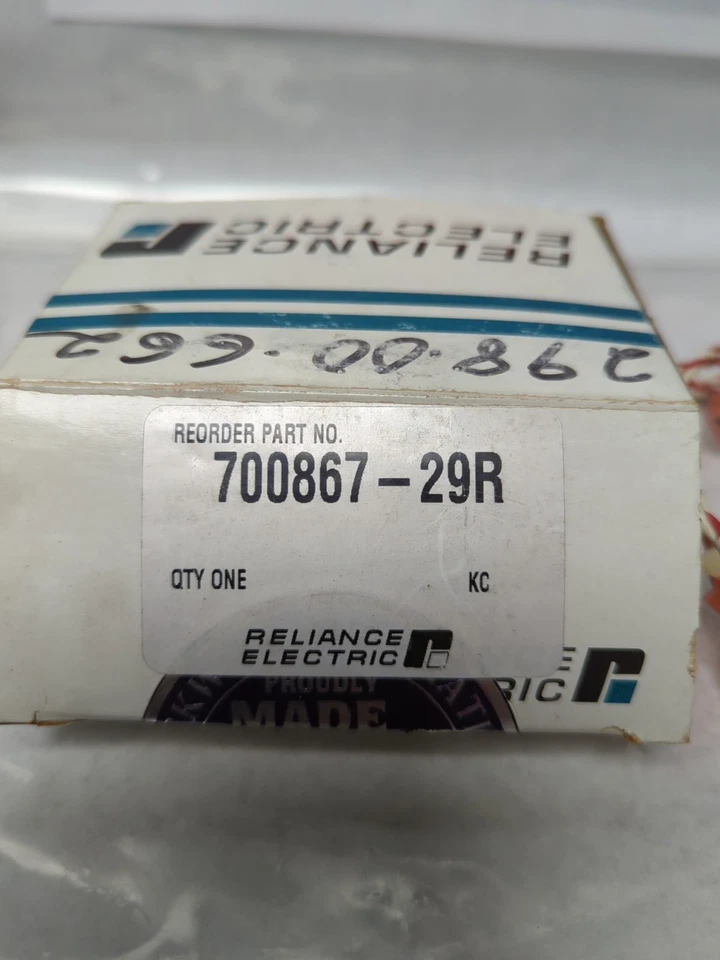 RELIANCE
ELECTRIC
298.00.662
REORDER PART NO.
700867-29R
QTY ONE KC
RELIANCE
ELECTRIC
PROUDLY
MADE